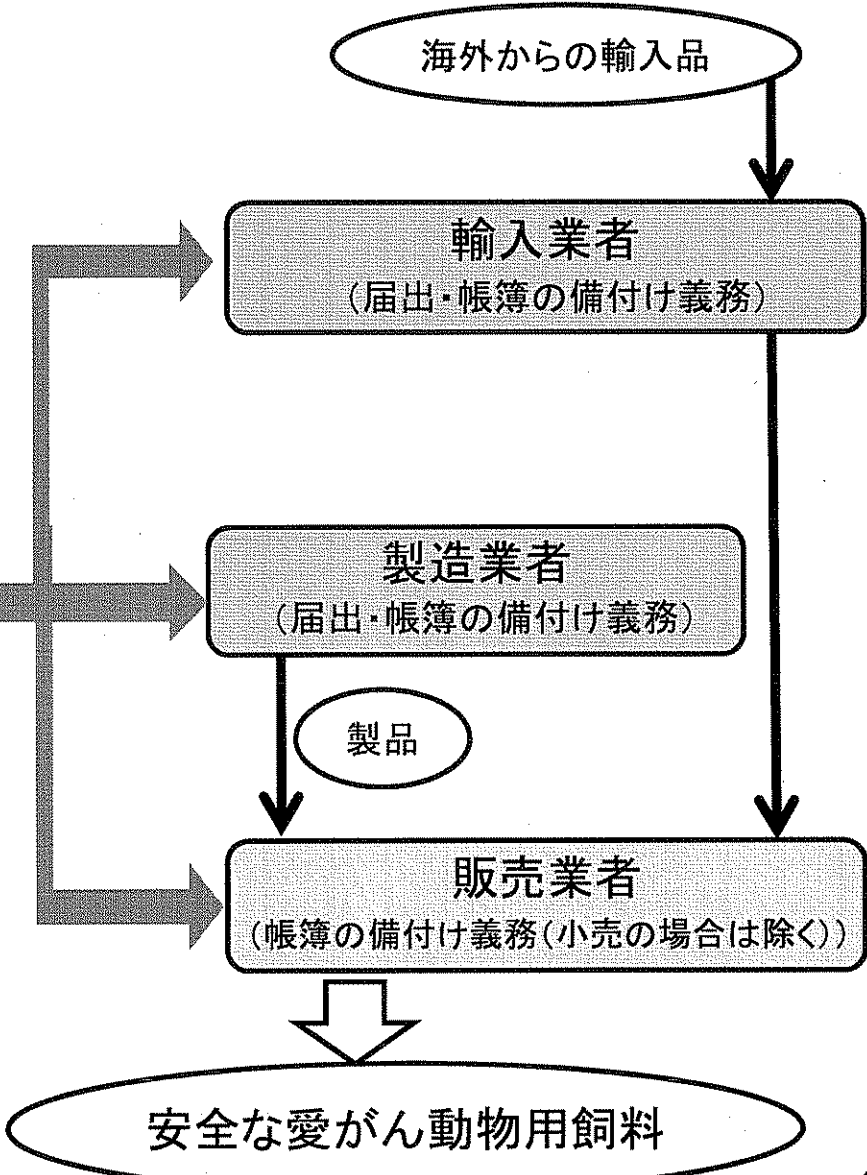 海外からの輸入品
輸入業者
(届出・帳簿の備付け義務)
製造業者
(届出・帳簿の備付け義務)
製品
販売業者
(帳簿の備付け義務(小売の場合は除く))
安全な愛がん動物用飼料